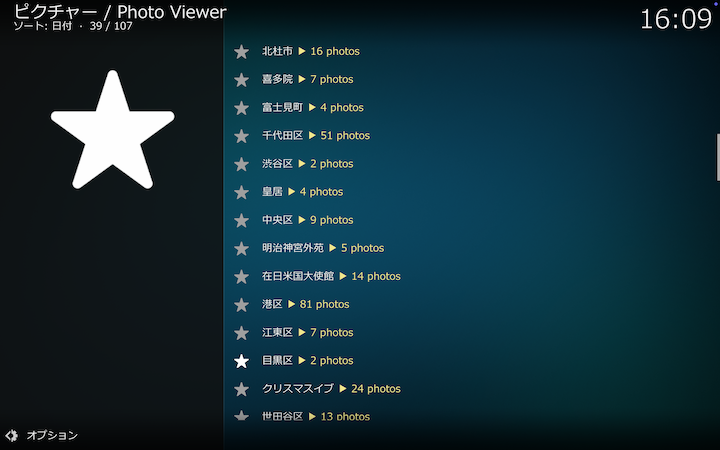 ピクチャー / Photo Viewer
ソート: 日付 · 39 / 107
16:09
北杜市 ▶ 16 photos
喜多院 ▶ 7 photos
富士見町 ▶ 4 photos
千代田区 ▶ 51 photos
渋谷区 ▶ 2 photos
皇居 ▶ 4 photos
中央区 ▶ 9 photos
明治神宮外苑 ▶ 5 photos
在日米国大使館 ▶ 14 photos
港区 ▶ 81 photos
江東区 ▶ 7 photos
目黒区 ▶ 2 photos
クリスマスイブ ▶ 24 photos
世田谷区 ▶ 13 photos
オプション